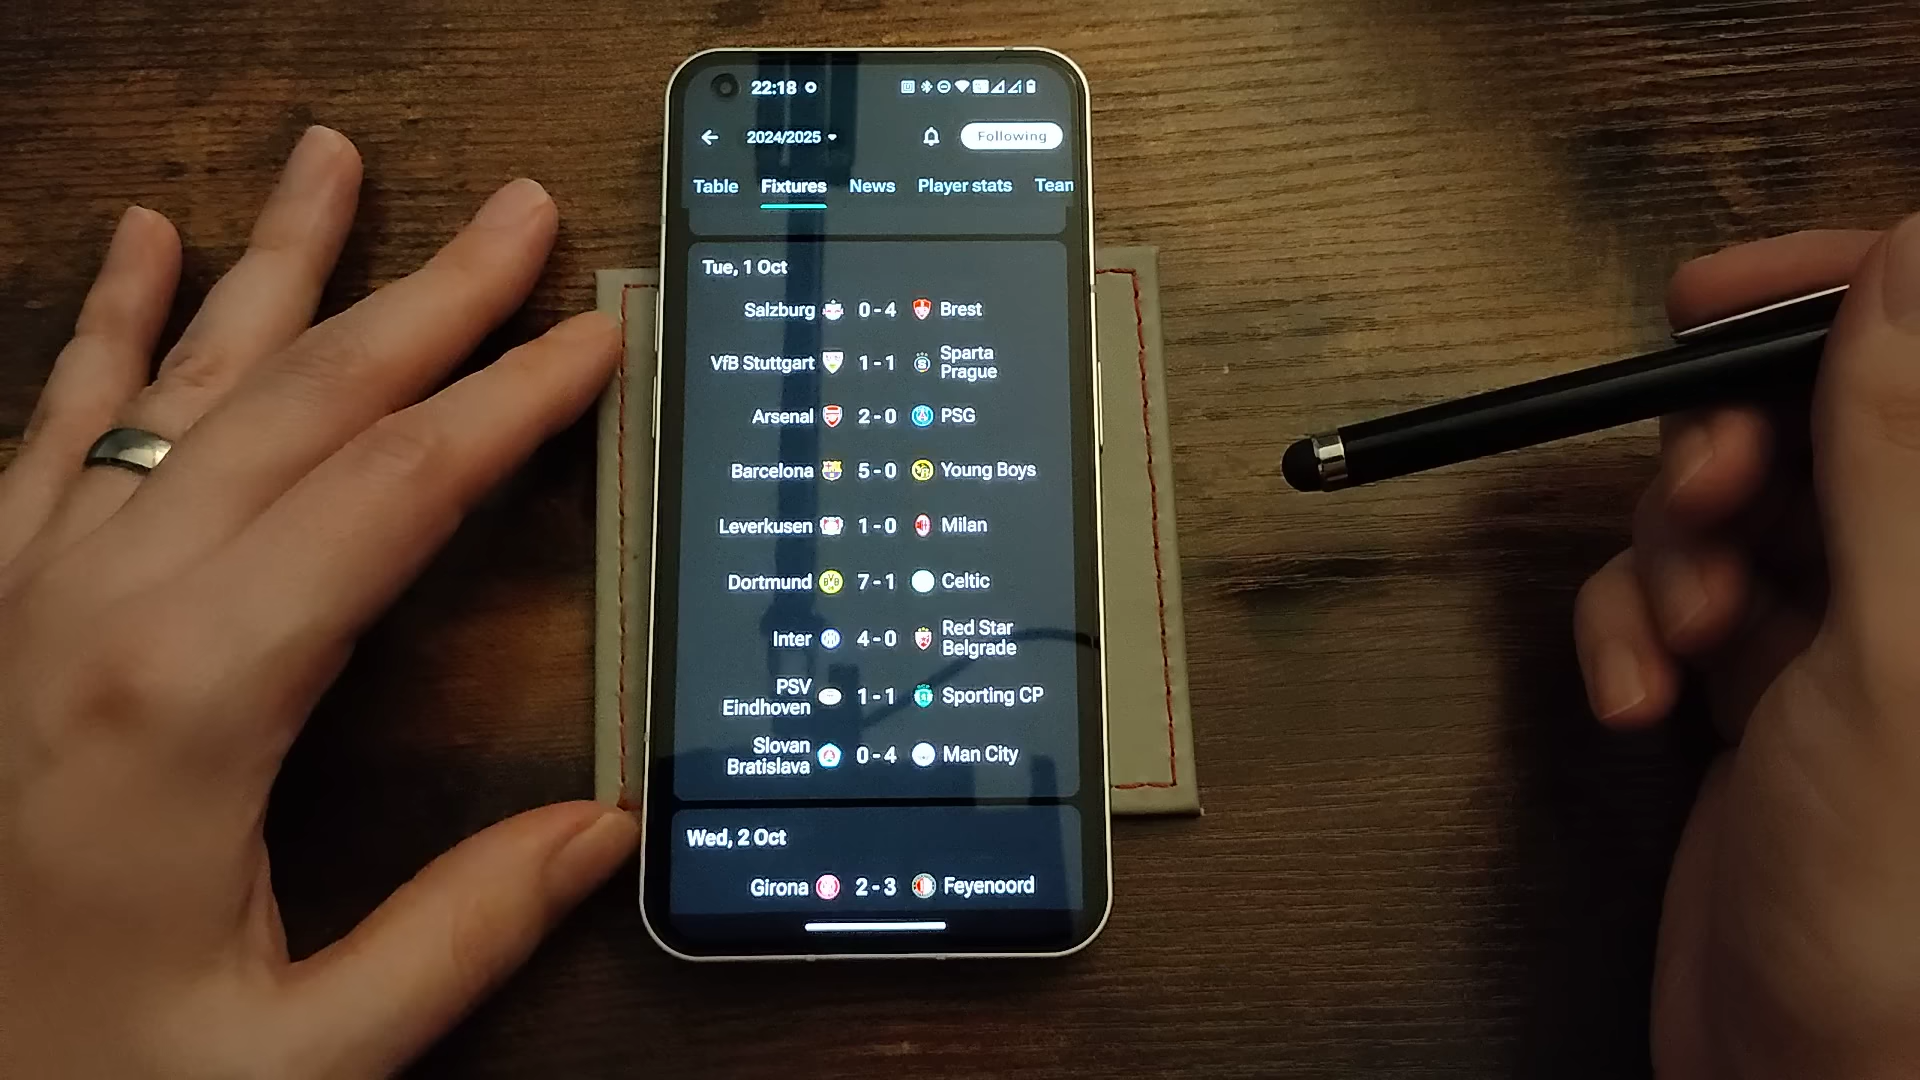 22:18
2024/2025
Following
Table Fixtures News Player stats Team
Tue, 1 Oct
Salzburg 0 - 4 Brest
VfB Stuttgart 1 - 1 Sparta
Prague
Arsenal 2 - 0 PSG
Barcelona 5 - 0 Young Boys
Leverkusen 1 - 0 Milan
Dortmund 7 - 1 Celtic
Inter 4 - 0 Red Star
Belgrade
PSV
Eindhoven 1 - 1 Sporting CP
Slovan
Bratislava 0 - 4 Man City
Wed, 2 Oct
Girona 2 - 3 Feyenoord